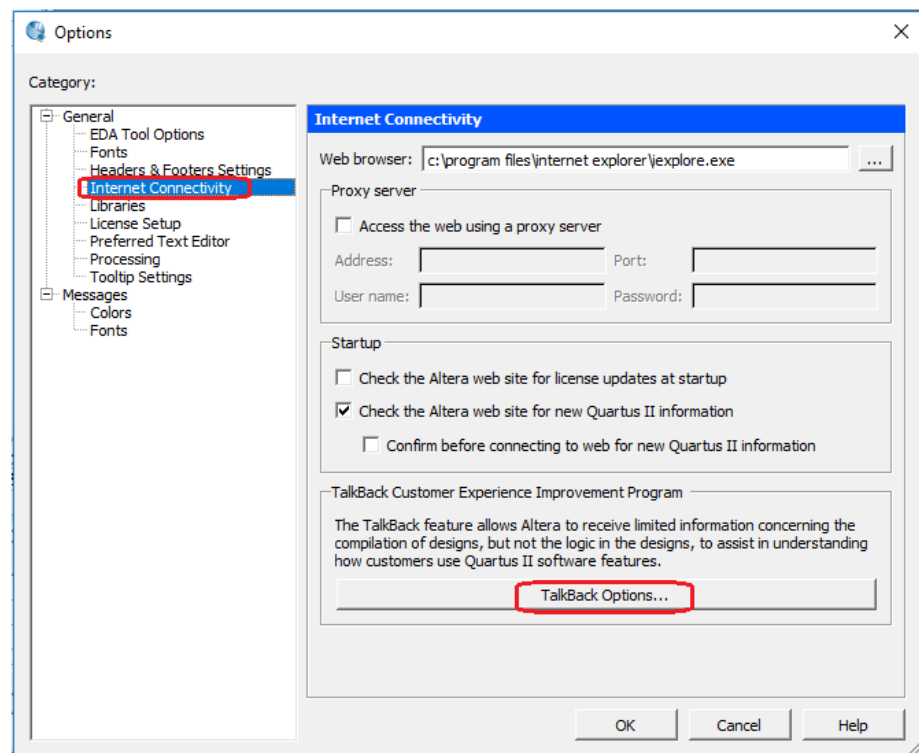 Options
Category:
General
EDA Tool Options
Fonts
Headers & Footers Settings
Internet Connectivity
Libraries
License Setup
Preferred Text Editor
Processing
Tooltip Settings
Messages
Colors
Fonts
Internet Connectivity
Web browser: c:\program files\internet explorer\iexplore.exe ...
Proxy server
Access the web using a proxy server
Address: Port:
User name: Password:
Startup
Check the Altera web site for license updates at startup
Check the Altera web site for new Quartus II information
Confirm before connecting to web for new Quartus II information
TalkBack Customer Experience Improvement Program
The TalkBack feature allows Altera to receive limited information concerning the
compilation of designs, but not the logic in the designs, to assist in understanding
how customers use Quartus II software features.
TalkBack Options...
OK Cancel Help